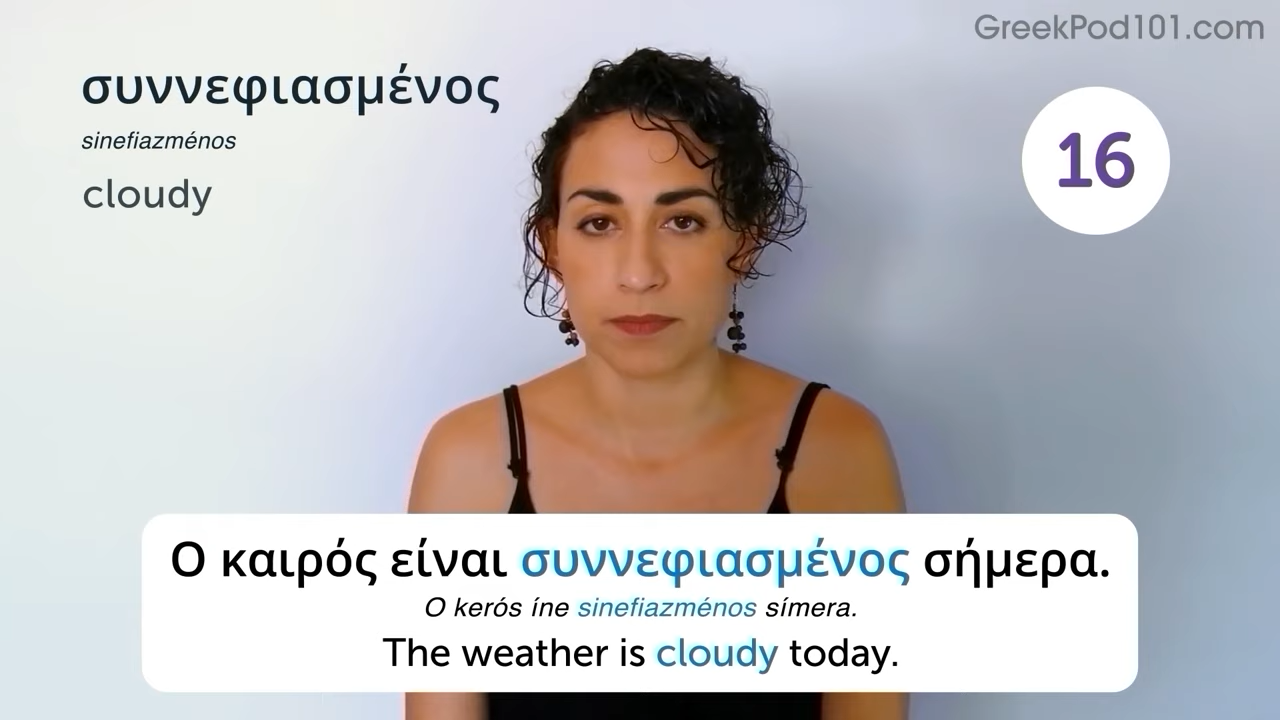 GreekPod101.com
συννεφιασμένος
sinefiazménos
cloudy
16
Ο καιρός είναι συννεφιασμένος σήμερα.
O kerós íne sinefiazménos símera.
The weather is cloudy today.